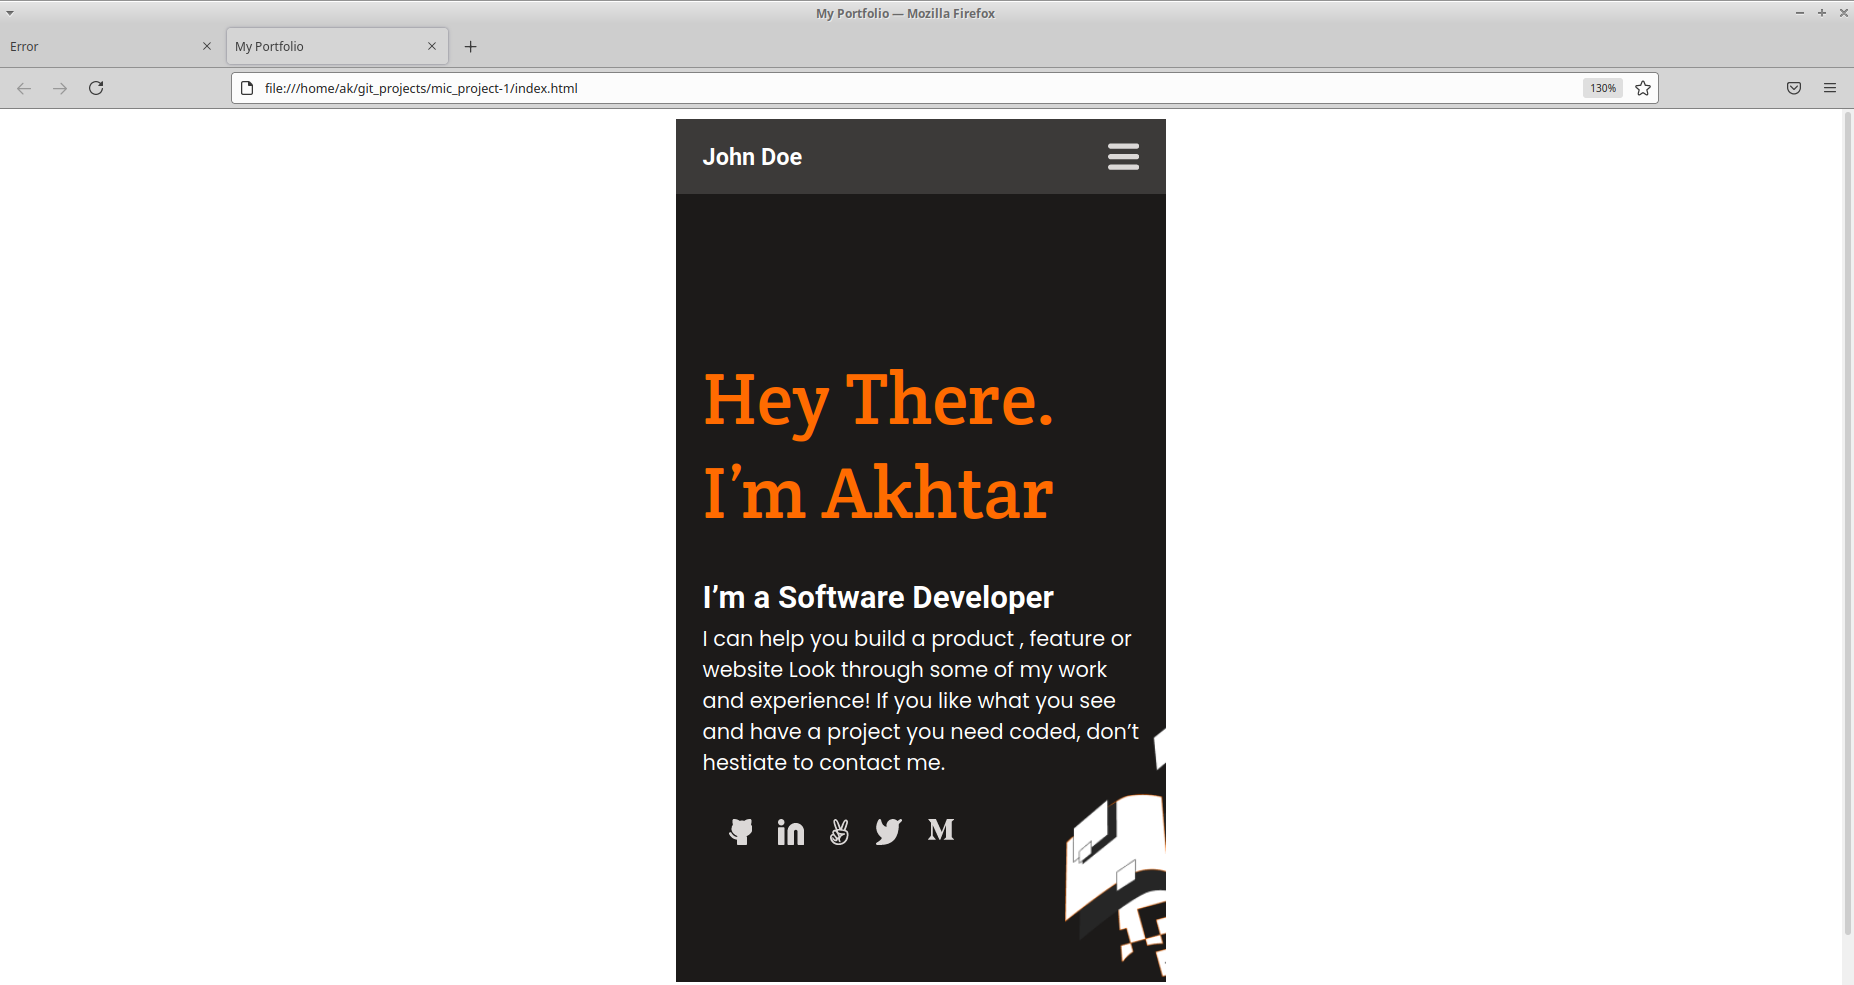 My Portfolio — Mozilla Firefox
Error
My Portfolio
file:///home/ak/git_projects/mic_project-1/index.html
130%
John Doe
Hey There.
I’m Akhtar
I’m a Software Developer
I can help you build a product , feature or
website Look through some of my work
and experience! If you like what you see
and have a project you need coded, don’t
hestiate to contact me.